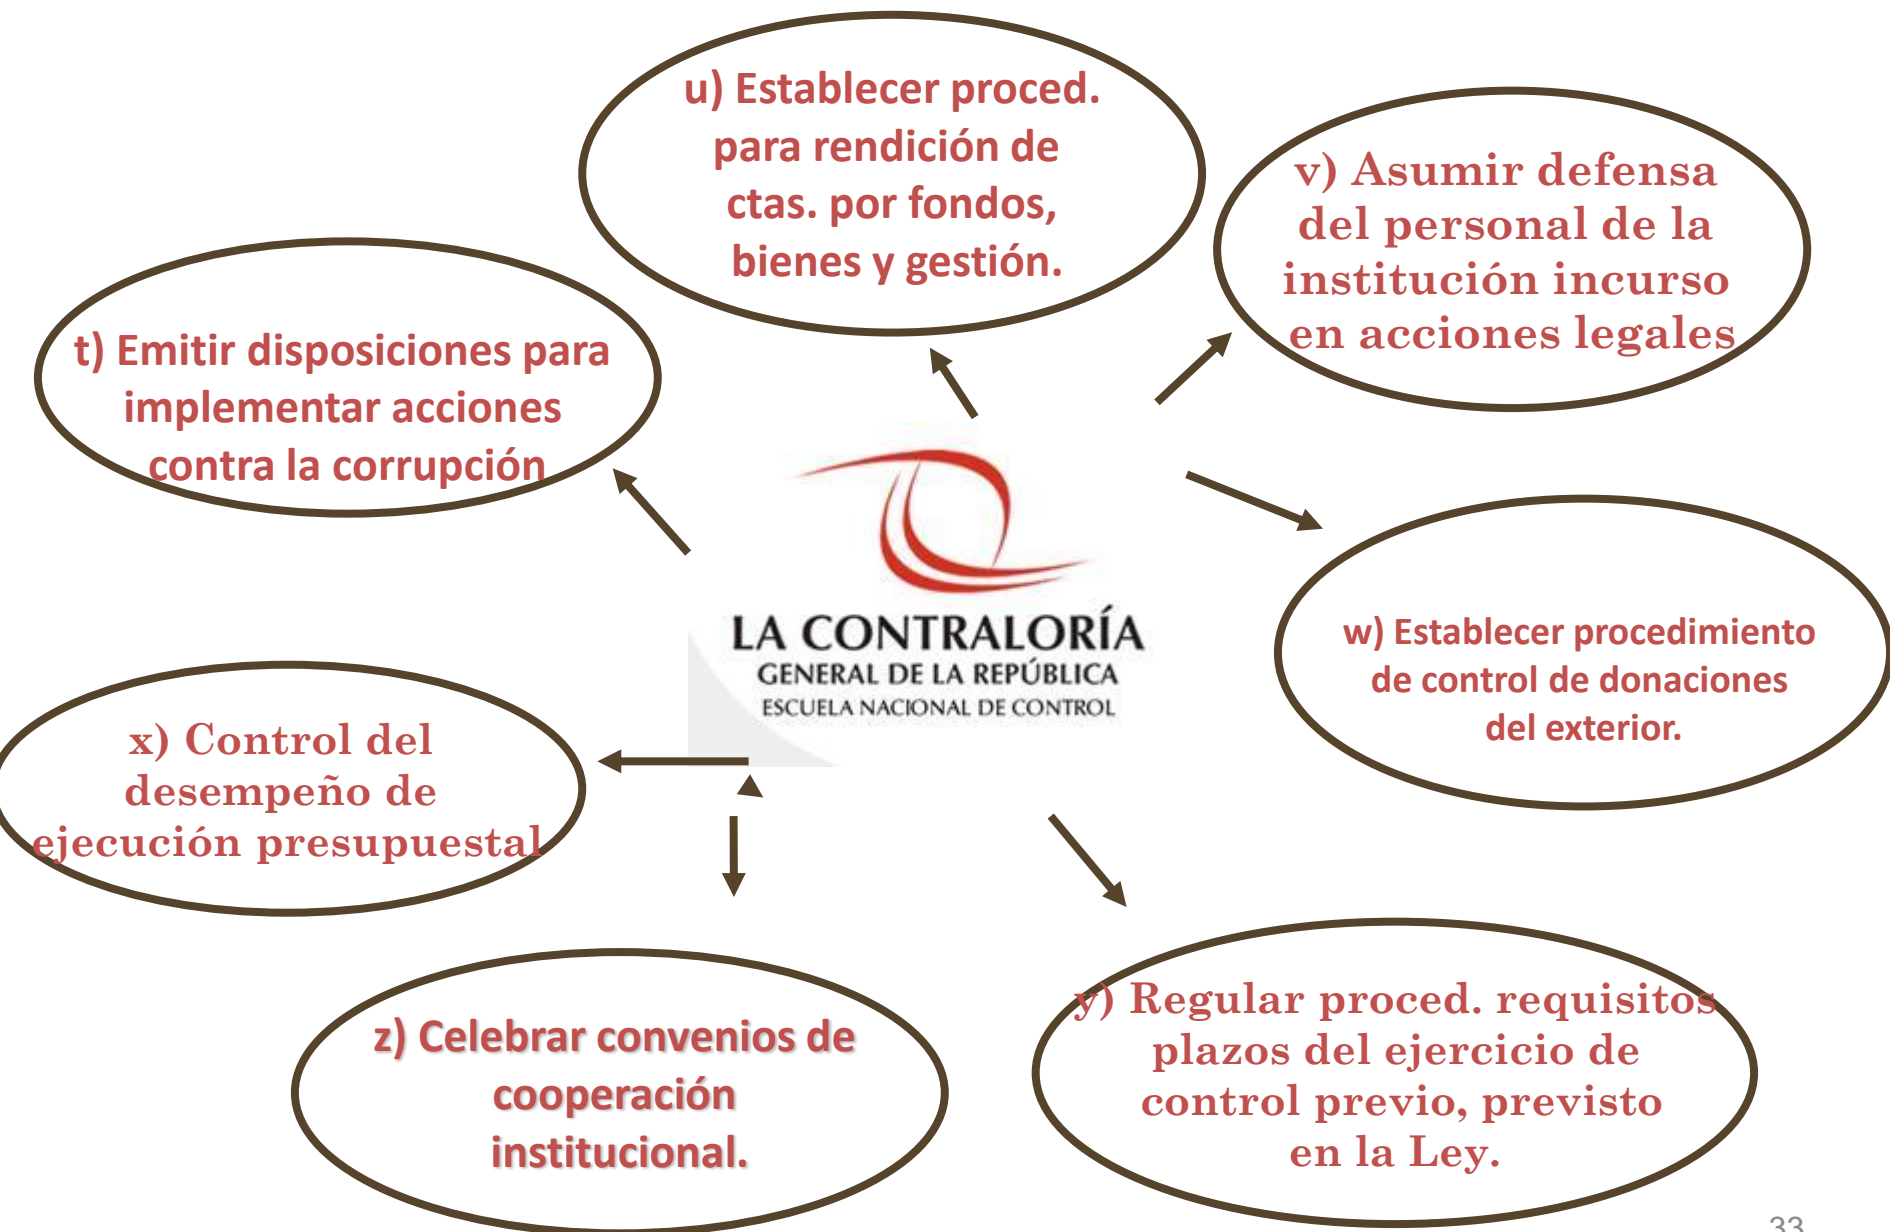 u) Establecer proced.
para rendición de
ctas. por fondos,
bienes y gestión.
v) Asumir defensa
del personal de la
institución incurso
en acciones legales
t) Emitir disposiciones para
implementar acciones
contra la corrupción
LA CONTRALORÍA
GENERAL DE LA REPÚBLICA
ESCUELA NACIONAL DE CONTROL
w) Establecer procedimiento
de control de donaciones
del exterior.
x) Control del
desempeño de
ejecución presupuestal
z) Celebrar convenios de
cooperación
institucional.
y) Regular proced. requisitos
plazos del ejercicio de
control previo, previsto
en la Ley.
33